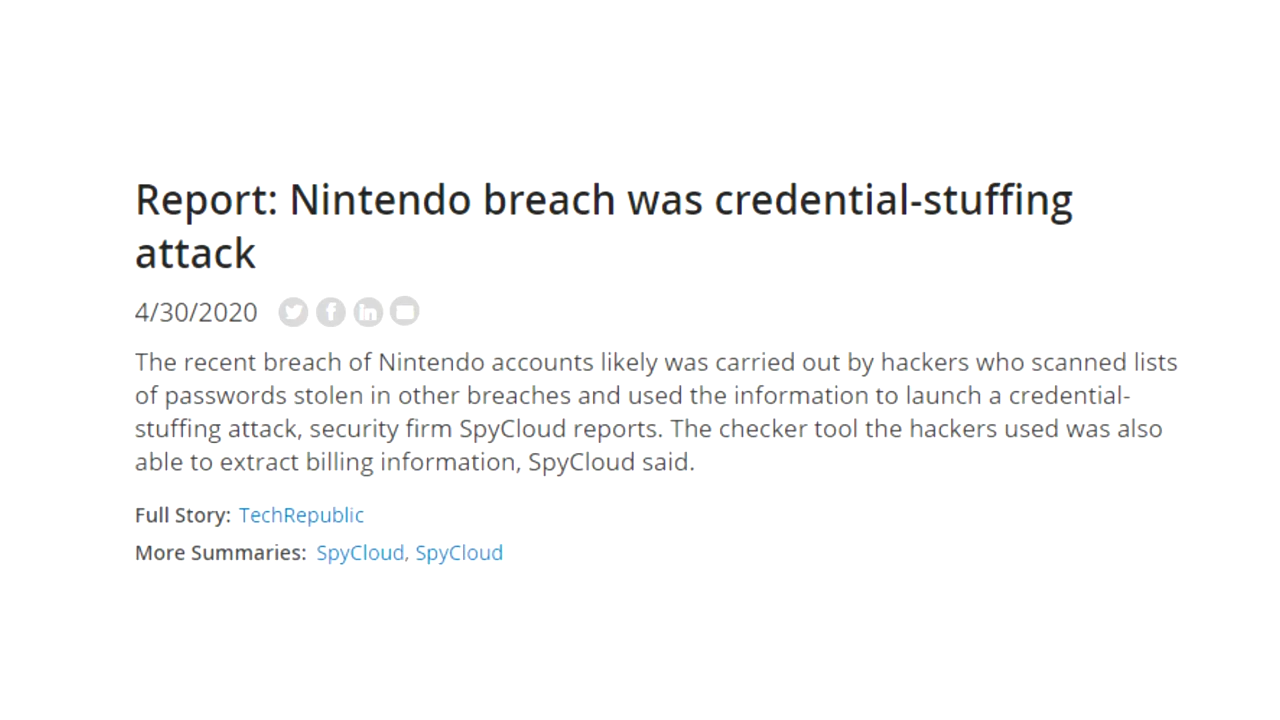 Report: Nintendo breach was credential-stuffing
attack
4/30/2020
The recent breach of Nintendo accounts likely was carried out by hackers who scanned lists
of passwords stolen in other breaches and used the information to launch a credential-
stuffing attack, security firm SpyCloud reports. The checker tool the hackers used was also
able to extract billing information, SpyCloud said.
Full Story: TechRepublic
More Summaries: SpyCloud, SpyCloud